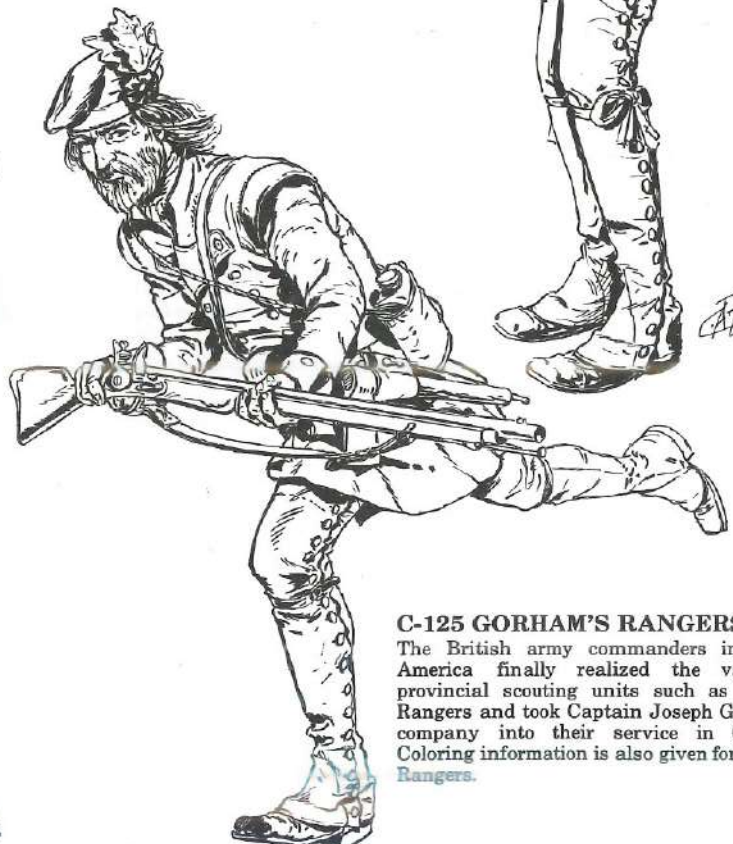 C-125 GORHAM'S RANGERS
The British army commanders in
America finally realized the
provincial scouting units such as
Rangers and took Captain Joseph
company into their service in
Coloring information is also given for
Rangers.